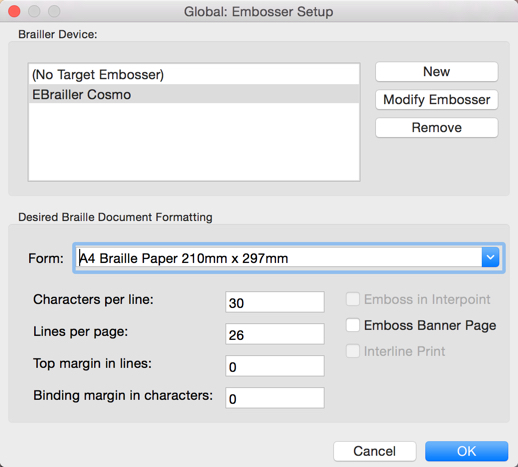 Global: Embosser Setup
Brailler Device:
(No Target Embosser)
EBrailler Cosmo
New
Modify Embosser
Remove
Desired Braille Document Formatting
Form: A4 Braille Paper 210mm x 297mm
Characters per line: 30
Emboss in Interpoint
Lines per page: 26
Emboss Banner Page
Top margin in lines: 0
Interline Print
Binding margin in characters: 0
Cancel OK